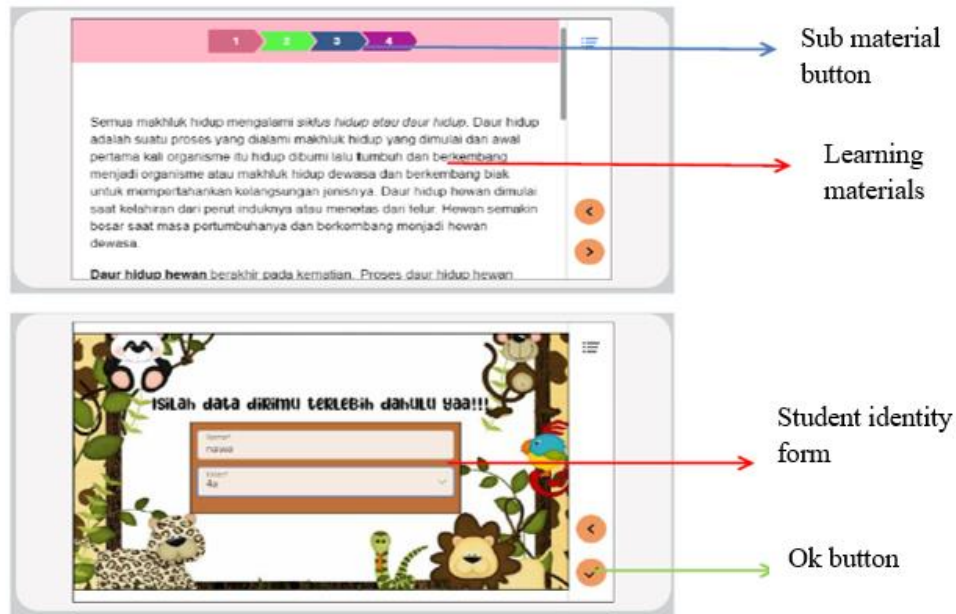 1 2 3 4
Sub material
button
Semua makhluk hidup mengalami siklus hidup atau daur hidup. Daur hidup
adalah suatu proses yang dialami makhluk hidup yang dimulai dari awal
pertama kali organisme itu hidup dibumi lalu tumbuh dan berkembang
menjadi organisme atau makhluk hidup dewasa dan berkembang biak
untuk mempertahankan kelangsungan jenisnya. Daur hidup hewan dimulai
saat kelahiran dari perut induknya atau menetas dari telur. Hewan semakin
besar saat masa pertumbuhanya dan berkembang menjadi hewan
dewasa.
Daur hidup hewan berakhir pada kematian. Proses daur hidup hewan
Learning
materials
ISILAH DATA DIRIMU TERLEBIH DAHULU YAA!!!
Nama*
nawa
Kelas*
4a
Student identity
form
Ok button